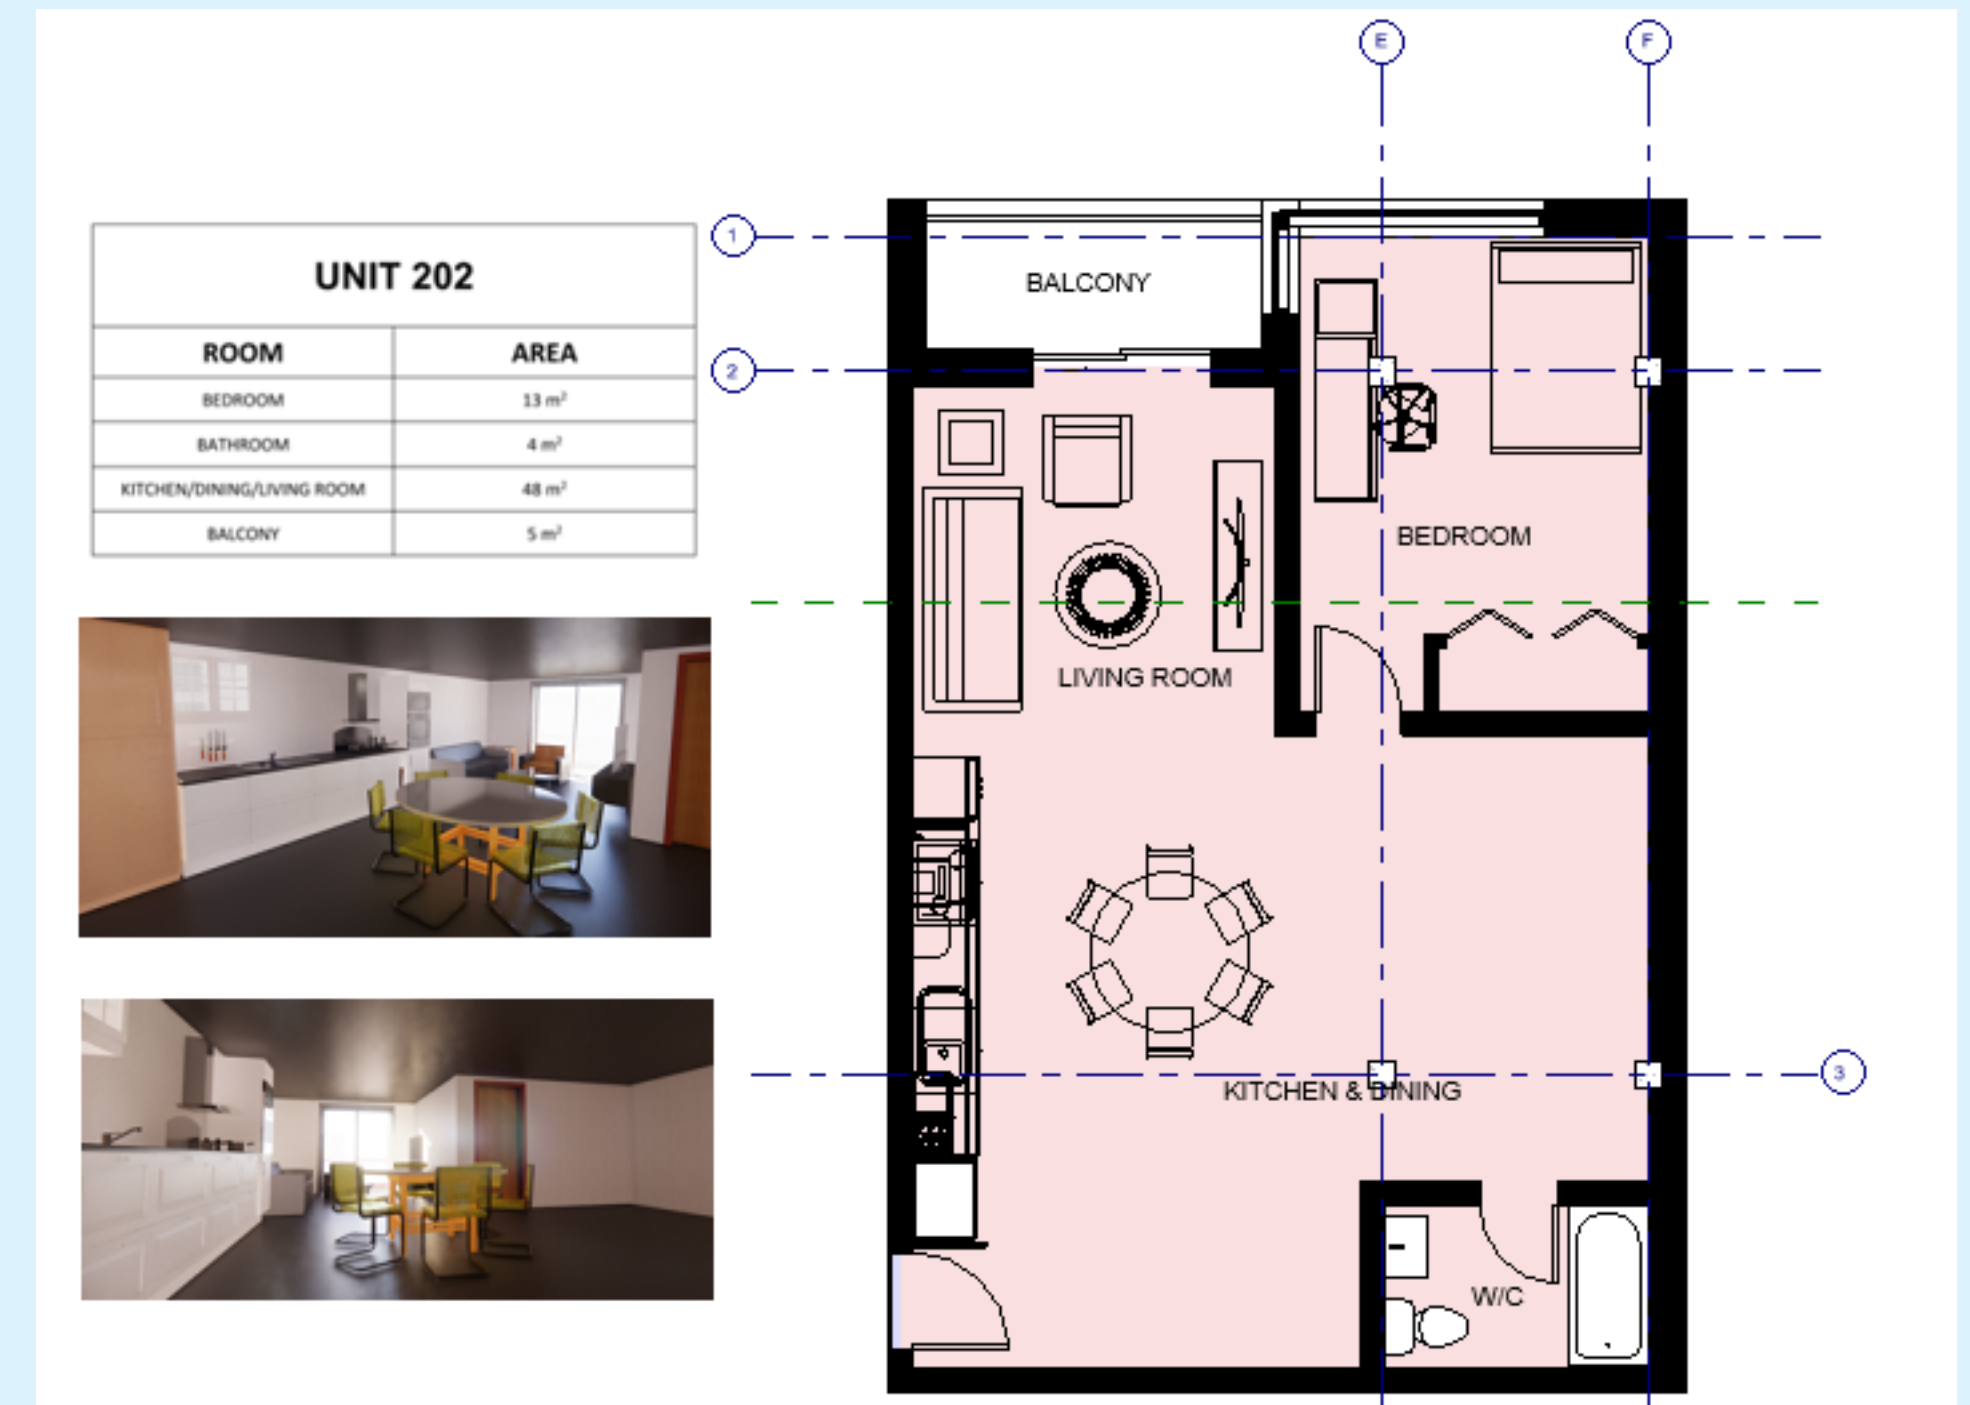 E F
UNIT 202
ROOM AREA
BEDROOM 13 m²
BATHROOM 4 m²
KITCHEN/DINING/LIVING ROOM 48 m²
BALCONY 5 m²
1
BALCONY
2
BEDROOM
LIVING ROOM
3
KITCHEN & DINING
W/C